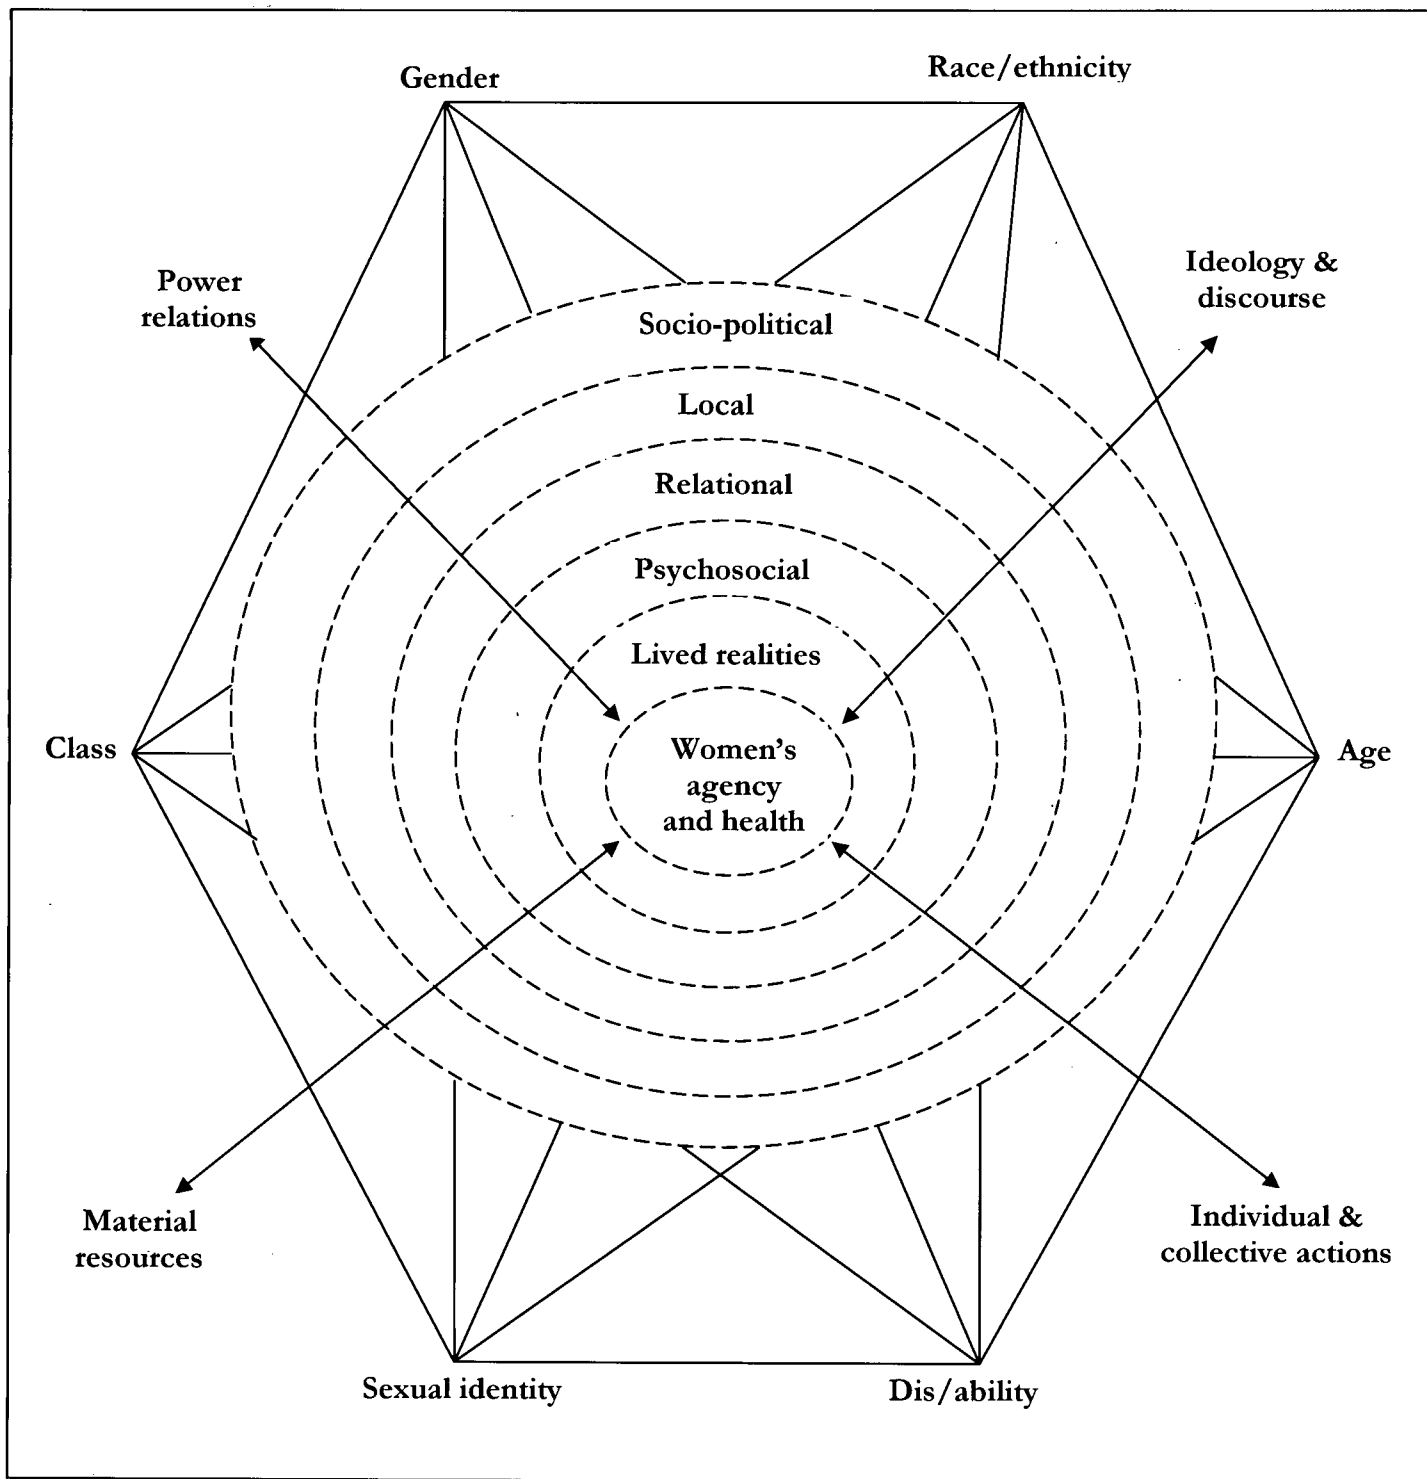 Gender
Race/ethnicity
Power
relations
Ideology &
discourse
Socio-political
Local
Relational
Psychosocial
Lived realities
Class
Women's
agency
and health
Age
Material
resources
Individual &
collective actions
Sexual identity
Dis/ability